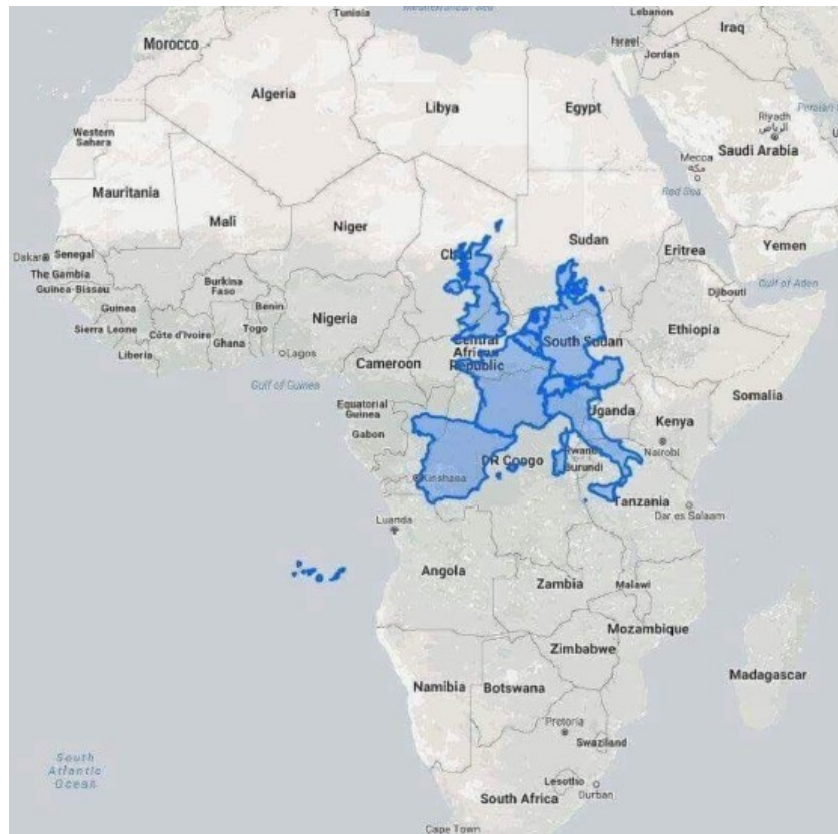 Mediterranean Sea
Tunisia
Lebanon
Iraq
Morocco
Israel
Jordan
Algeria
Libya
Egypt
Persian
Western
Sahara
Riyadh
الرياض
Saudi Arabia
Mecca
مكة
Red Sea
Mauritania
Mali
Niger
Sudan
Eritrea
Yemen
Dakar
Senegal
The Gambia
Guinea-Bissau
Burkina
Faso
Gulf of Aden
Djibouti
Guinea
Benin
Nigeria
Sierra Leone
Côte d'Ivoire
Togo
Ghana
Liberia
Lagos
Central
African
Republic
South Sudan
Ethiopia
Cameroon
Gulf of Guinea
Somalia
Equatorial
Guinea
Uganda
Kenya
Gabon
DR Congo
Nairobi
Burundi
Kinshasa
Tanzania
Dar es Salaam
Luanda
Angola
Zambia
Malawi
Mozambique
Zimbabwe
Madagascar
Namibia
Botswana
Pretoria
Swaziland
South
Atlantic
Ocean
Lesotho
Durban
South Africa
Cape Town